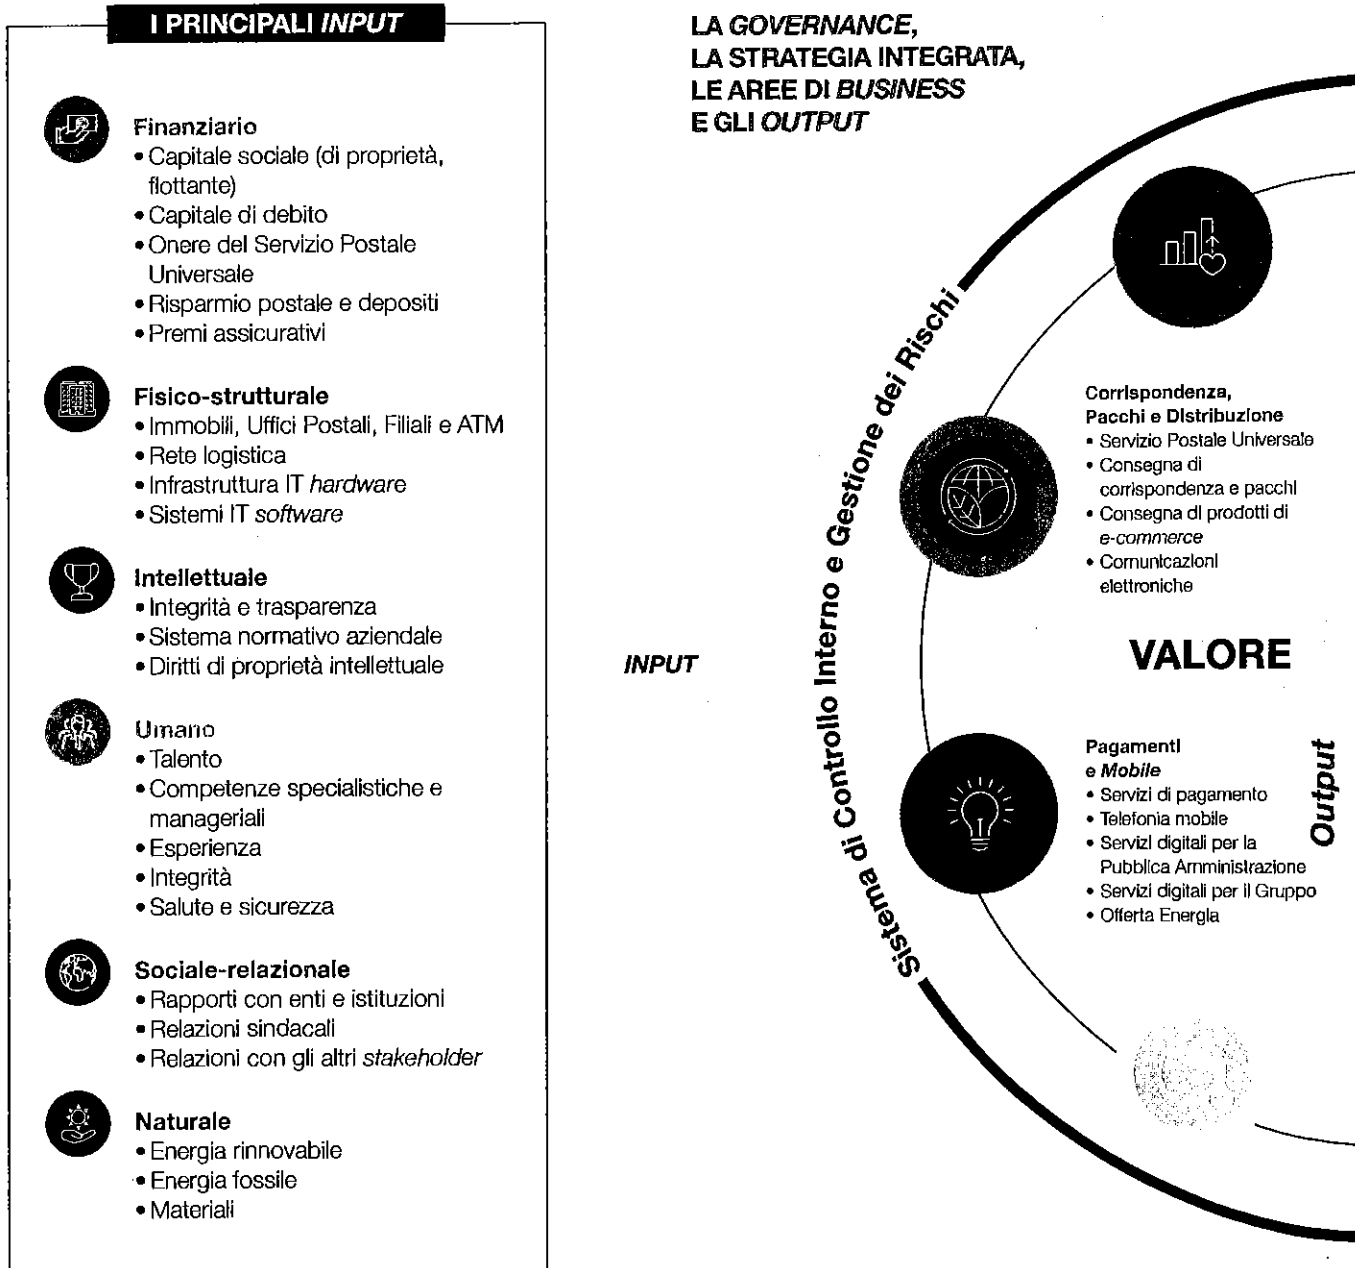 I PRINCIPALI INPUT
Finanziario
• Capitale sociale (di proprietà,
flottante)
• Capitale di debito
• Onere del Servizio Postale
Universale
• Risparmio postale e depositi
• Premi assicurativi
Fisico-strutturale
• Immobili, Uffici Postali, Filiali e ATM
• Rete logistica
• Infrastruttura IT hardware
• Sistemi IT software
Intellettuale
• Integrità e trasparenza
• Sistema normativo aziendale
• Diritti di proprietà intellettuale
Umano
• Talento
• Competenze specialistiche e
manageriali
• Esperienza
• Integrità
• Salute e sicurezza
Sociale-relazionale
• Rapporti con enti e istituzioni
• Relazioni sindacali
• Relazioni con gli altri stakeholder
Naturale
• Energia rinnovabile
• Energia fossile
• Materiali
INPUT
LA GOVERNANCE,
LA STRATEGIA INTEGRATA,
LE AREE DI BUSINESS
E GLI OUTPUT
Sistema di Controllo Interno e Gestione dei Rischi
Corrispondenza,
Pacchi e Distribuzione
• Servizio Postale Universale
• Consegna di
corrispondenza e pacchi
• Consegna di prodotti di
e-commerce
• Comunicazioni
elettroniche
VALORE
Pagamenti
e Mobile
• Servizi di pagamento
• Telefonia mobile
• Servizi digitali per la
Pubblica Amministrazione
• Servizi digitali per il Gruppo
• Offerta Energia
Output